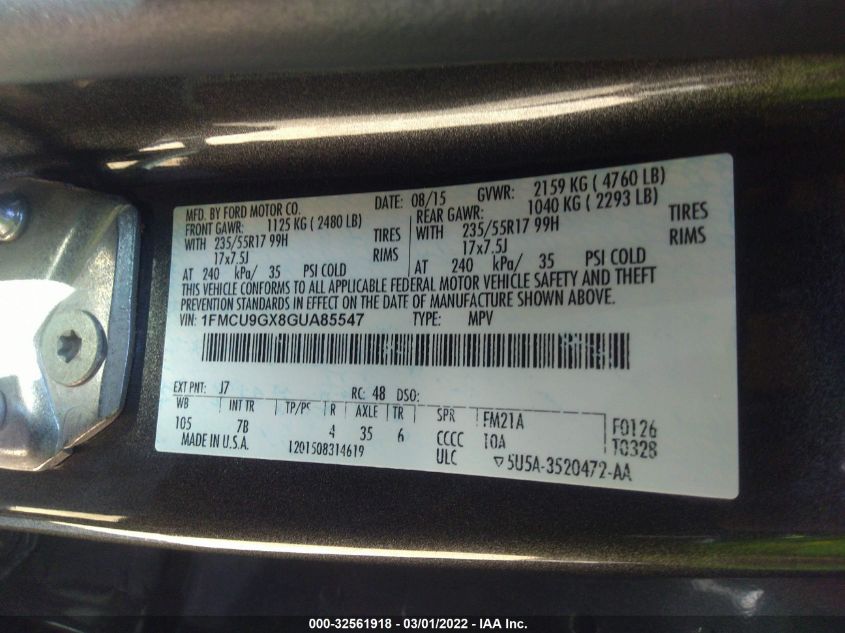 MFD. BY FORD MOTOR CO. DATE: 08/15 GVWR: 2159 KG ( 4760 LB)
FRONT GAWR: 1125 KG ( 2480 LB) REAR GAWR: 1040 KG ( 2293 LB)
WITH 235/55R17 99H TIRES WITH 235/55R17 99H TIRES
17x7.5J RIMS 17x7.5J RIMS
AT 240 kPa/ 35 PSI COLD AT 240 kPa/ 35 PSI COLD
THIS VEHICLE CONFORMS TO ALL APPLICABLE FEDERAL MOTOR VEHICLE SAFETY AND THEFT
PREVENTION STANDARDS IN EFFECT ON THE DATE OF MANUFACTURE SHOWN ABOVE.
VIN: 1FMCU9GX8GUA85547 TYPE: MPV
EXT PNT: J7 RC: 48 DSO:
WB INT TR TP/PS R AXLE TR SPR FM21A F0126
105 7B 4 35 6 CCCC IOA T0328
MADE IN U.S.A. 1201508314619 ULC ▽5U5A-3520472-AA
000-32561918 - 03/01/2022 - IAA Inc.